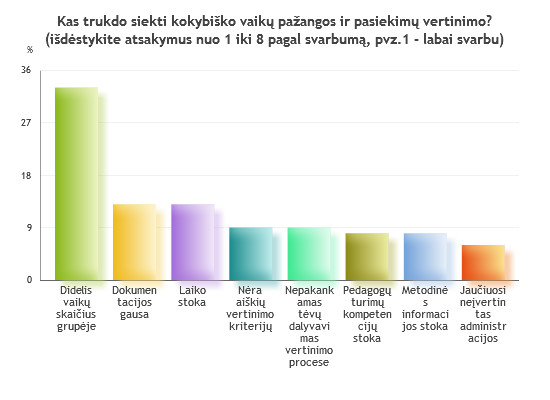 Kas trukdo siekti kokybiško vaikų pažangos ir pasiekimų vertinimo?
(išdėstykite atsakymus nuo 1 iki 8 pagal svarbumą, pvz.1 - labai svarbu)
%
36
27
18
9
0
Didelis
vaikų
skaičius
grupėje
Dokumen
tacijos
gausa
Laiko
stoka
Nėra
aiškių
vertinimo
kriterijų
Nepakank
amas
tėvų
dalyvavi
mas
vertinimo
procese
Pedagogų
turimų
kompeten
cijų
stoka
Metodinė
s
informaci
jos stoka
Jaučiuosi
neįvertin
tas
administr
acijos